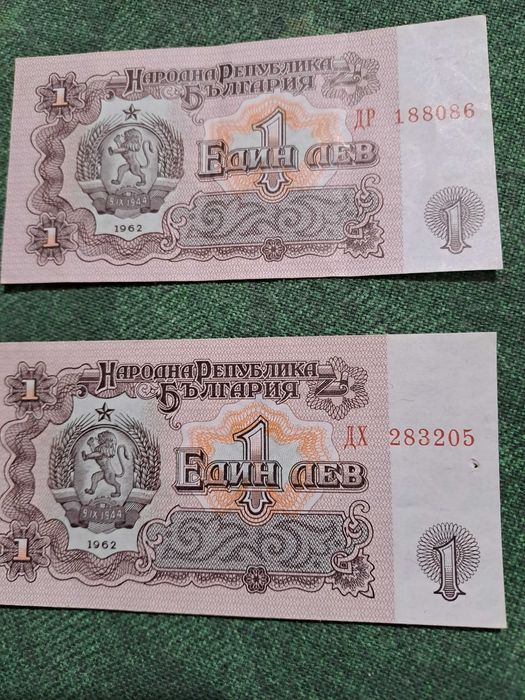 НАРОДНА РЕПУБЛИКА
БЪЛГАРИЯ
1
1
ДР 188086
ЕДИН ЛЕВ
9.IX.1944
1962
1
1
НАРОДНА РЕПУБЛИКА
БЪЛГАРИЯ
1
1
ДХ 283205
ЕДИН ЛЕВ
9.IX.1944
1962
1
1